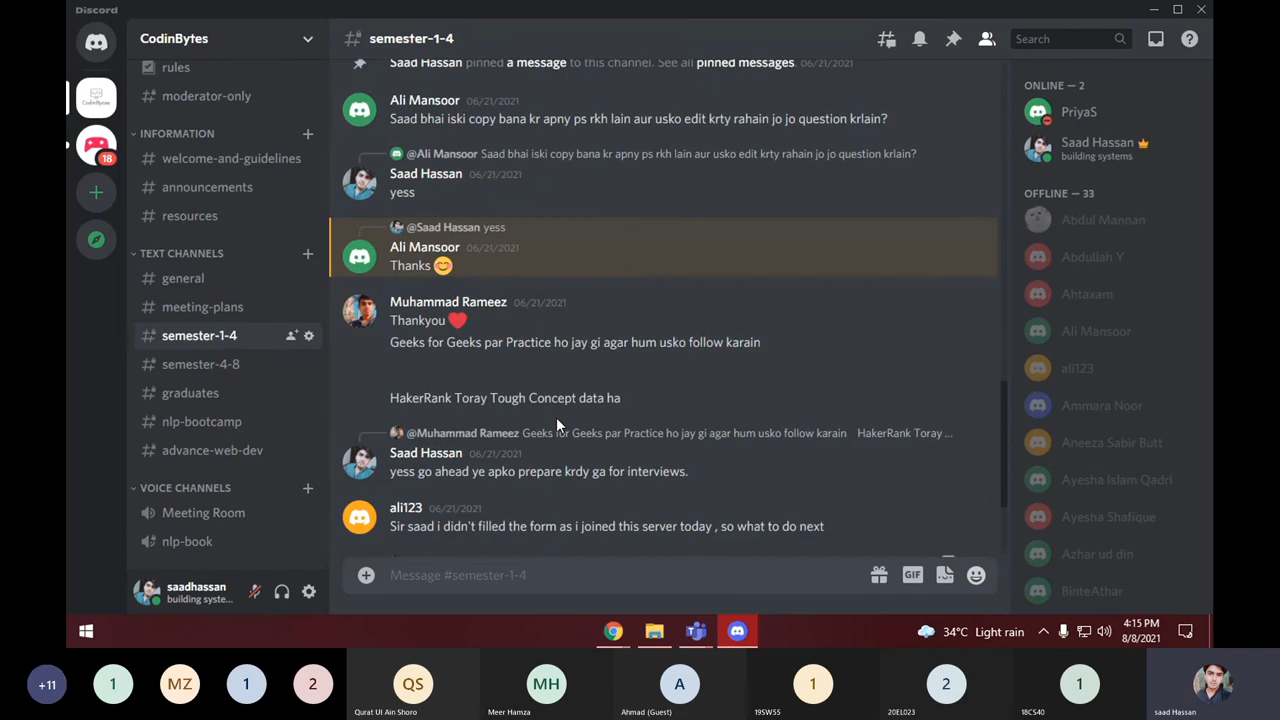 Discord
CodinBytes
rules
moderator-only
INFORMATION
welcome-and-guidelines
announcements
resources
TEXT CHANNELS
general
meeting-plans
semester-1-4
semester-4-8
graduates
nlp-bootcamp
advance-web-dev
VOICE CHANNELS
Meeting Room
nlp-book
saadhassan
building syste...
18
CodinBytes
semester-1-4
Search
Saad Hassan pinned a message to this channel. See all pinned messages. 06/21/2021
Ali Mansoor 06/21/2021
Saad bhai iski copy bana kr apny ps rkh lain aur usko edit krty rahain jo jo question krlain?
@Ali Mansoor Saad bhai iski copy bana kr apny ps rkh lain aur usko edit krty rahain jo jo question krlain?
Saad Hassan 06/21/2021
yess
@Saad Hassan yess
Ali Mansoor 06/21/2021
Thanks 😊
Muhammad Rameez 06/21/2021
Thankyou ❤️
Geeks for Geeks par Practice ho jay gi agar hum usko follow karain
HakerRank Toray Tough Concept data ha
@Muhammad Rameez Geeks for Geeks par Practice ho jay gi agar hum usko follow karain HakerRank Toray ...
Saad Hassan 06/21/2021
yess go ahead ye apko prepare krdy ga for interviews.
ali123 06/21/2021
Sir saad i didn't filled the form as i joined this server today , so what to do next
Message #semester-1-4
GIF
ONLINE — 2
PriyaS
Saad Hassan
building systems
OFFLINE — 33
Abdul Mannan
Abdullah Y
Ahtaxam
Ali Mansoor
ali123
Ammara Noor
Aneeza Sabir Butt
Ayesha Islam Qadri
Ayesha Shafique
Azhar ud din
BinteAthar
34°C Light rain
4:15 PM
8/8/2021
+11
1
MZ
1
2
QS
Qurat Ul Ain Shoro
MH
Meer Hamza
A
Ahmad (Guest)
1
19SW55
2
20EL023
1
18CS40
saad Hassan